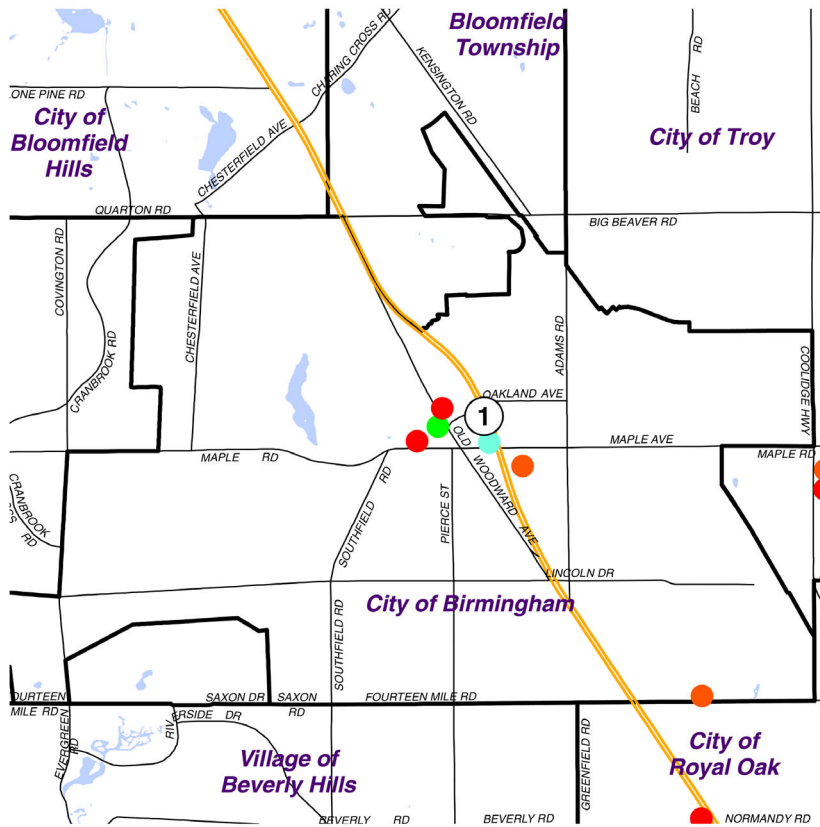 Bloomfield
Township
CHARING CROSS RD
KENSINGTON RD
BEACH RD
ONE PINE RD
City of
Bloomfield
Hills
City of Troy
CHESTERFIELD AVE
QUARTON RD
BIG BEAVER RD
COVINGTON RD
CHESTERFIELD AVE
CRANBROOK RD
ADAMS RD
COOLIDGE HWY
OAKLAND AVE
1
OLD WOODWARD AVE
MAPLE RD
MAPLE AVE
MAPLE RD
CRANBROOK
RD
SOUTHFIELD RD
PIERCE ST
LINCOLN DR
City of Birmingham
SOUTHFIELD RD
OURTEEN
MILE RD
SAXON DR
SAXON
RD
FOURTEEN MILE RD
EVERGREEN
RD
RIV
ERSIDE DR
GREENFIELD RD
Village of
Beverly Hills
City of
Royal Oak
BEVERLY RD
BEVERLY RD
NORMANDY RD